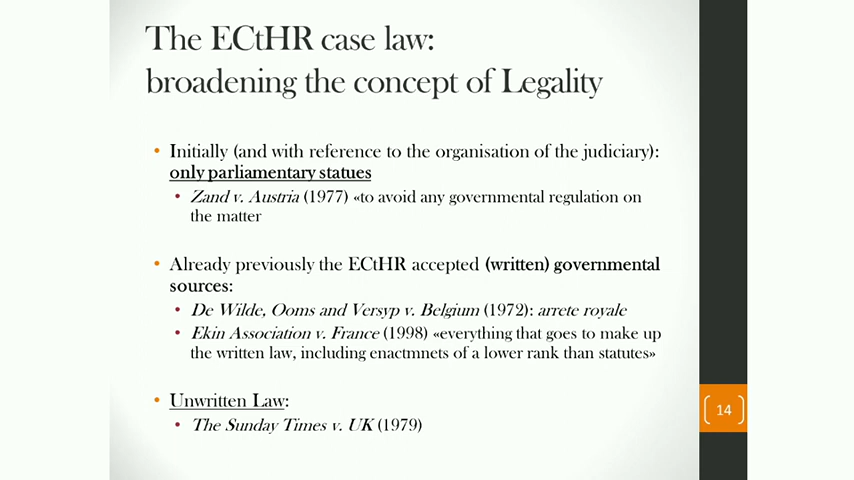 The ECtHR case law:
broadening the concept of Legality
• Initially (and with reference to the organisation of the judiciary):
only parliamentary statues
• Zand v. Austria (1977) «to avoid any governmental regulation on
the matter
• Already previously the ECtHR accepted (written) governmental
sources:
• De Wilde, Ooms and Versyp v. Belgium (1972): arrete royale
• Ekin Association v. France (1998) «everything that goes to make up
the written law, including enactmnets of a lower rank than statutes»
• Unwritten Law:
• The Sunday Times v. UK (1979)
14